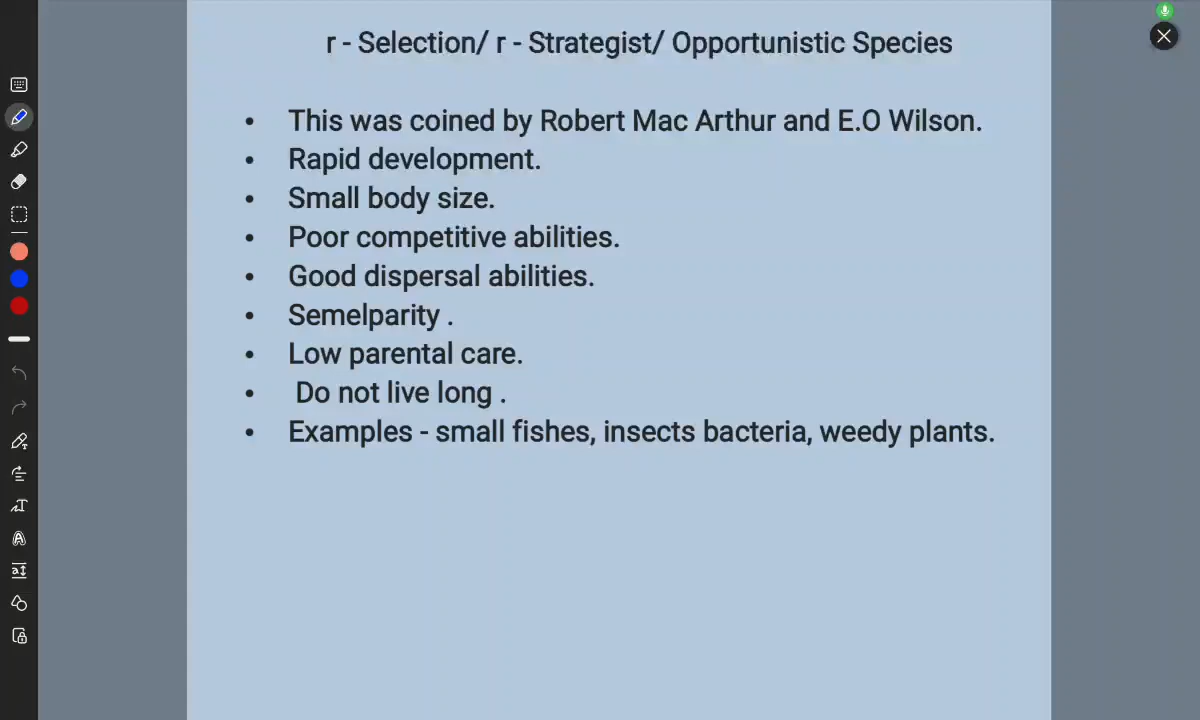 r - Selection/ r - Strategist/ Opportunistic Species
• This was coined by Robert Mac Arthur and E.O Wilson.
• Rapid development.
• Small body size.
• Poor competitive abilities.
• Good dispersal abilities.
• Semelparity .
• Low parental care.
• Do not live long .
• Examples - small fishes, insects bacteria, weedy plants.